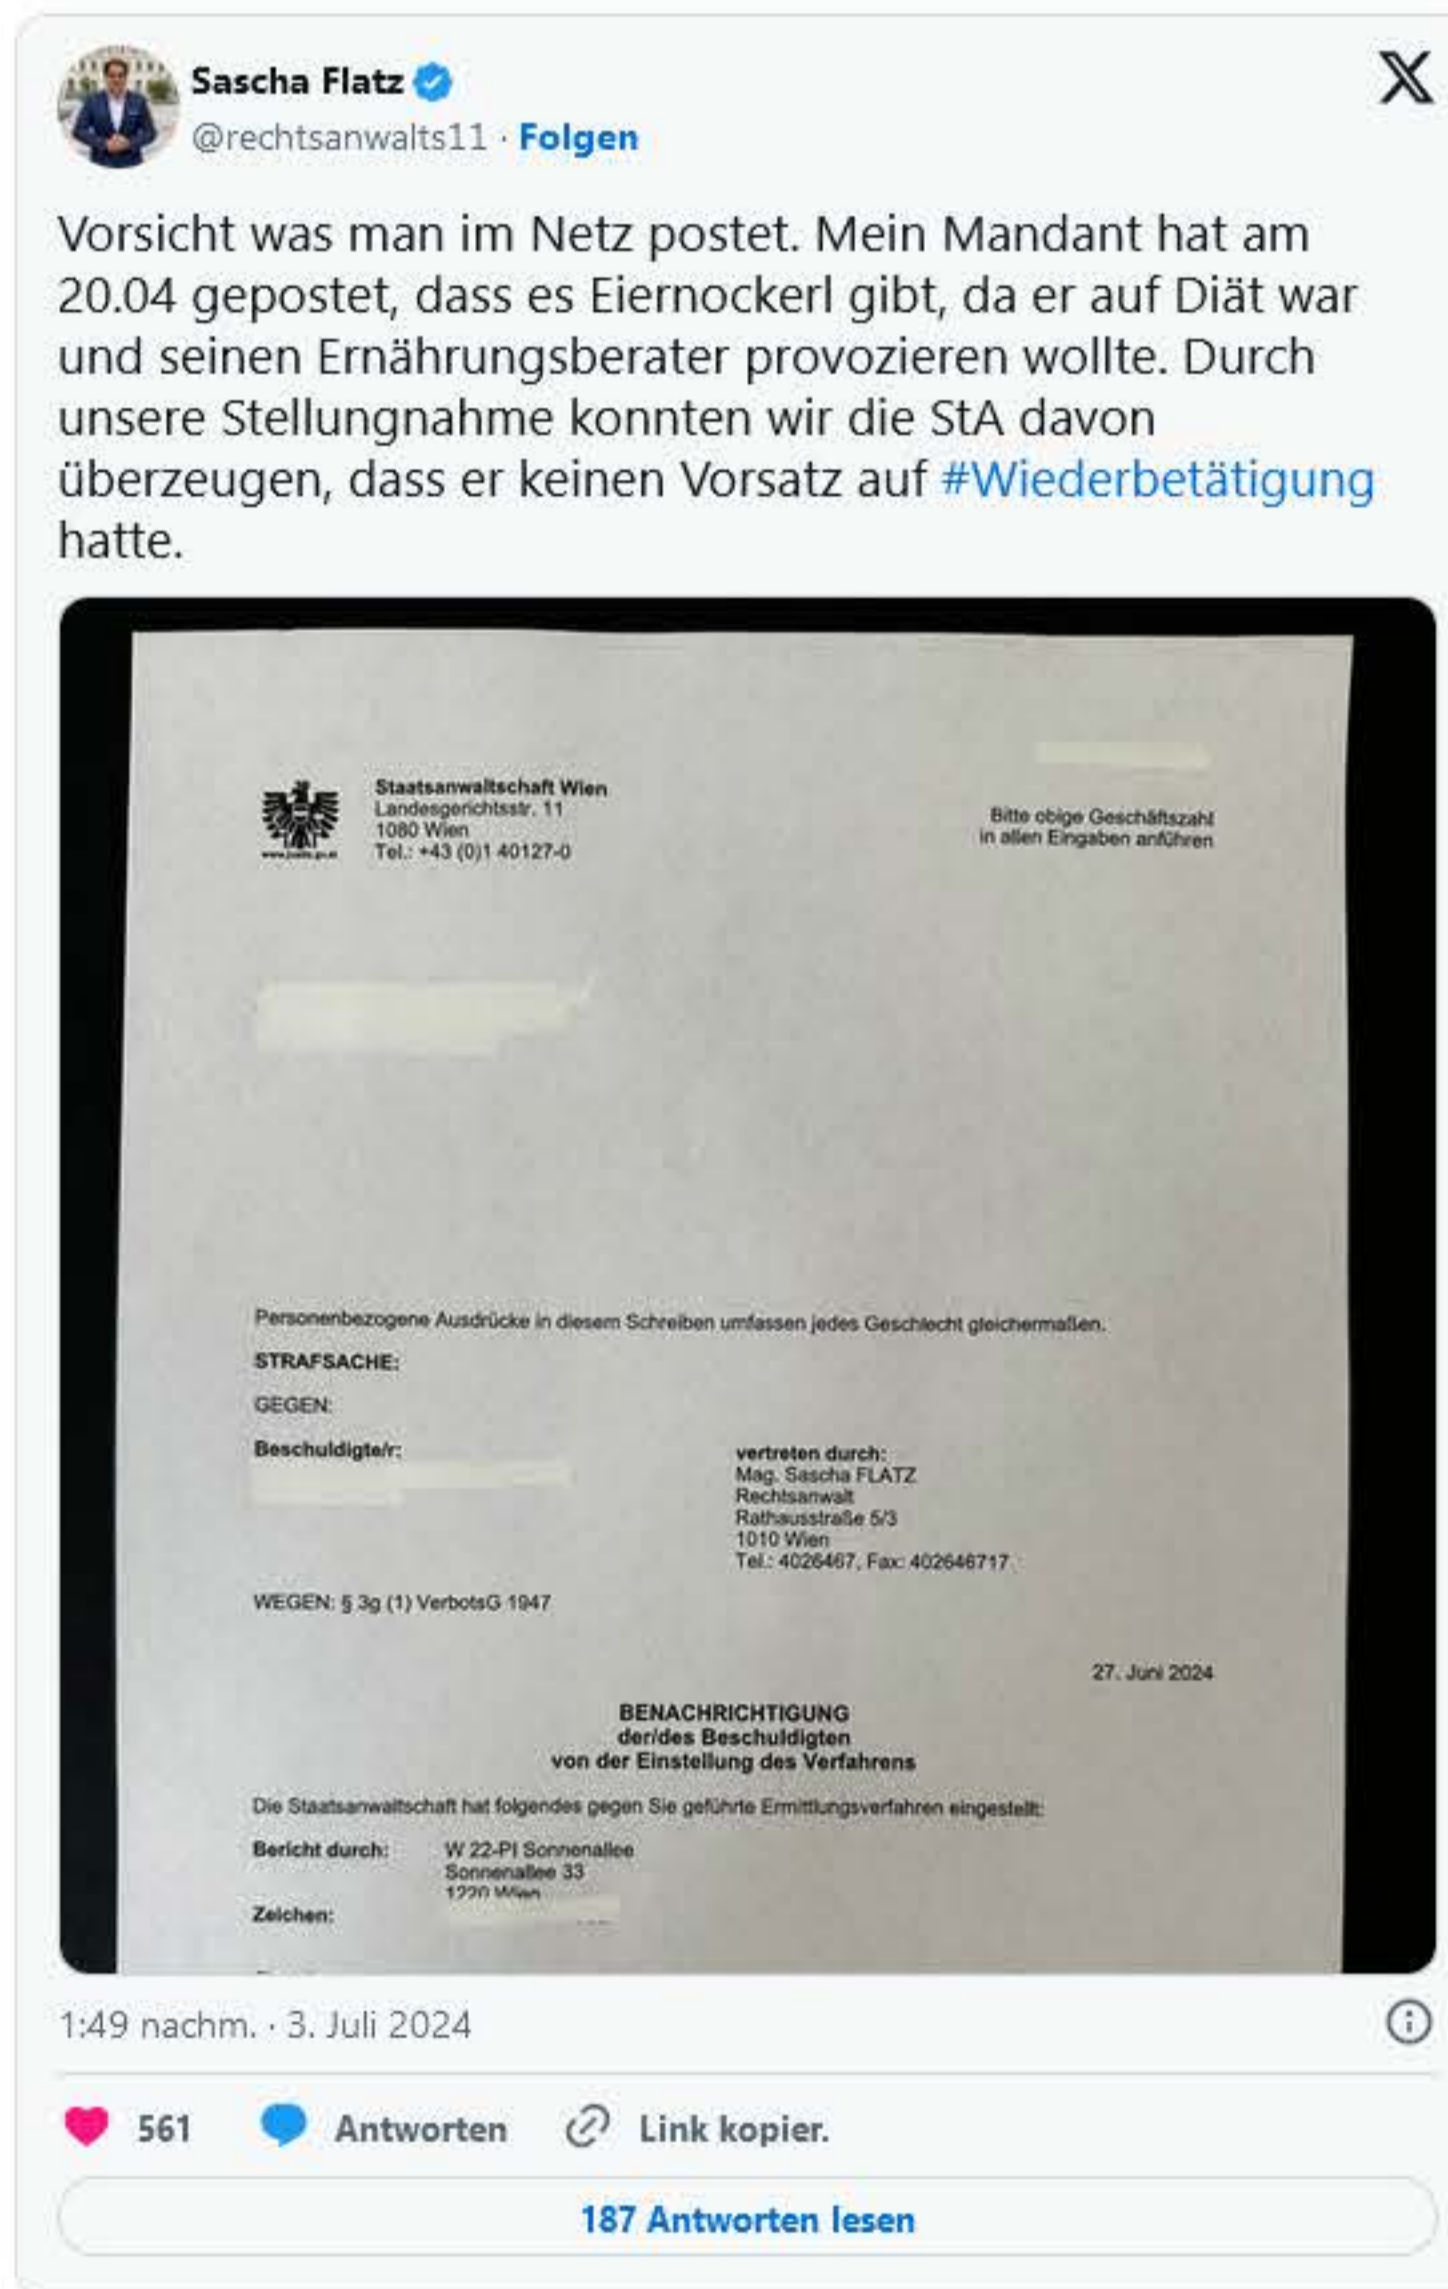 Sascha Flatz
@rechtsanwalts11 · Folgen
Vorsicht was man im Netz postet. Mein Mandant hat am
20.04 gepostet, dass es Eiernockerl gibt, da er auf Diät war
und seinen Ernährungsberater provozieren wollte. Durch
unsere Stellungnahme konnten wir die StA davon
überzeugen, dass er keinen Vorsatz auf #Wiederbetätigung
hatte.
Staatsanwaltschaft Wien
Landesgerichtsstr. 11
1080 Wien
Tel.: +43 (0)1 40127-0
Bitte obige Geschäftszahl
in allen Eingaben anführen
Personenbezogene Ausdrücke in diesem Schreiben umfassen jedes Geschlecht gleichermaßen.
STRAFSACHE:
GEGEN:
Beschuldigte/r:
vertreten durch:
Mag. Sascha FLATZ
Rechtsanwalt
Rathausstraße 5/3
1010 Wien
Tel.: 4026467, Fax: 402646717
WEGEN: § 3g (1) VerbotsG 1947
27. Juni 2024
BENACHRICHTIGUNG
der/des Beschuldigten
von der Einstellung des Verfahrens
Die Staatsanwaltschaft hat folgendes gegen Sie geführte Ermittlungsverfahren eingestellt:
Bericht durch: W 22-PI Sonnenallee
Sonnenallee 33
1220 Wien
Zeichen:
1:49 nachm. · 3. Juli 2024
561 Antworten Link kopier.
187 Antworten lesen